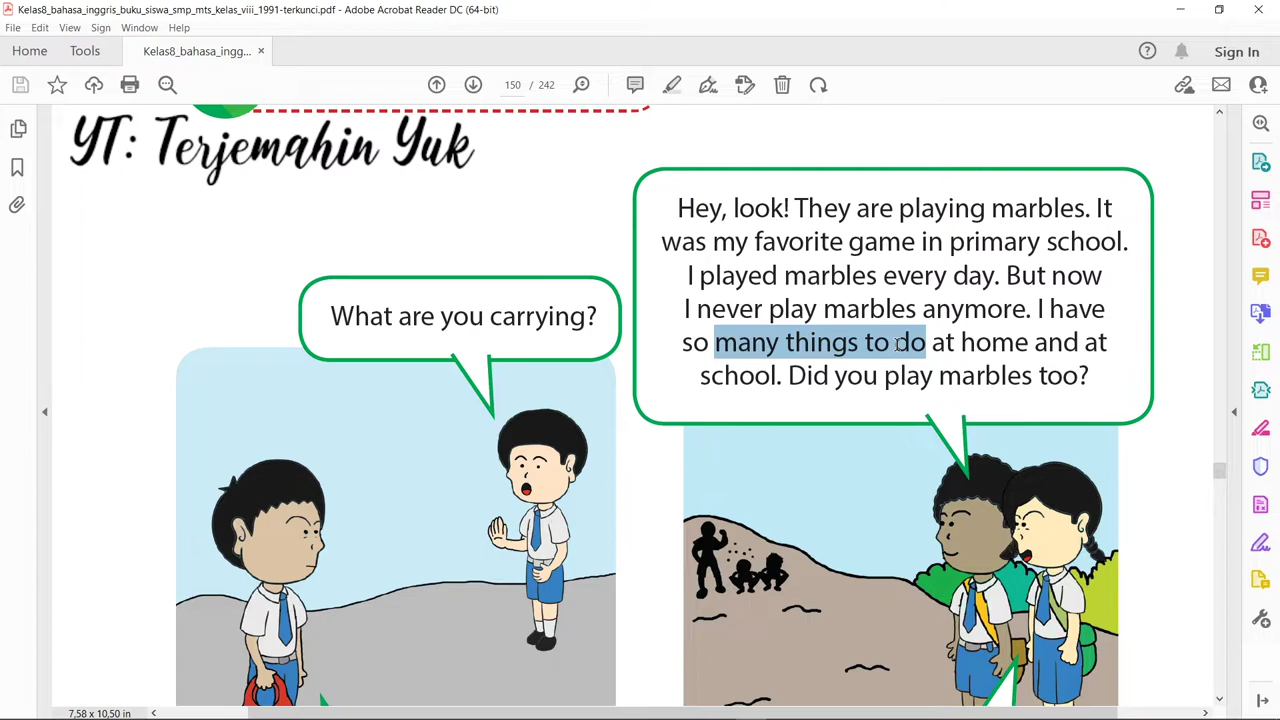 Kelas8_bahasa_inggris_buku_siswa_smp_mts_kelas_viii_1991-terkunci.pdf - Adobe Acrobat Reader DC (64-bit)
File Edit View Sign Window Help
Home Tools Kelas8_bahasa_ingg... × Sign In
150 / 242
YT: Terjemahin Yuk
Hey, look! They are playing marbles. It
was my favorite game in primary school.
I played marbles every day. But now
I never play marbles anymore. I have
so many things to do at home and at
school. Did you play marbles too?
What are you carrying?
7,58 x 10,50 in